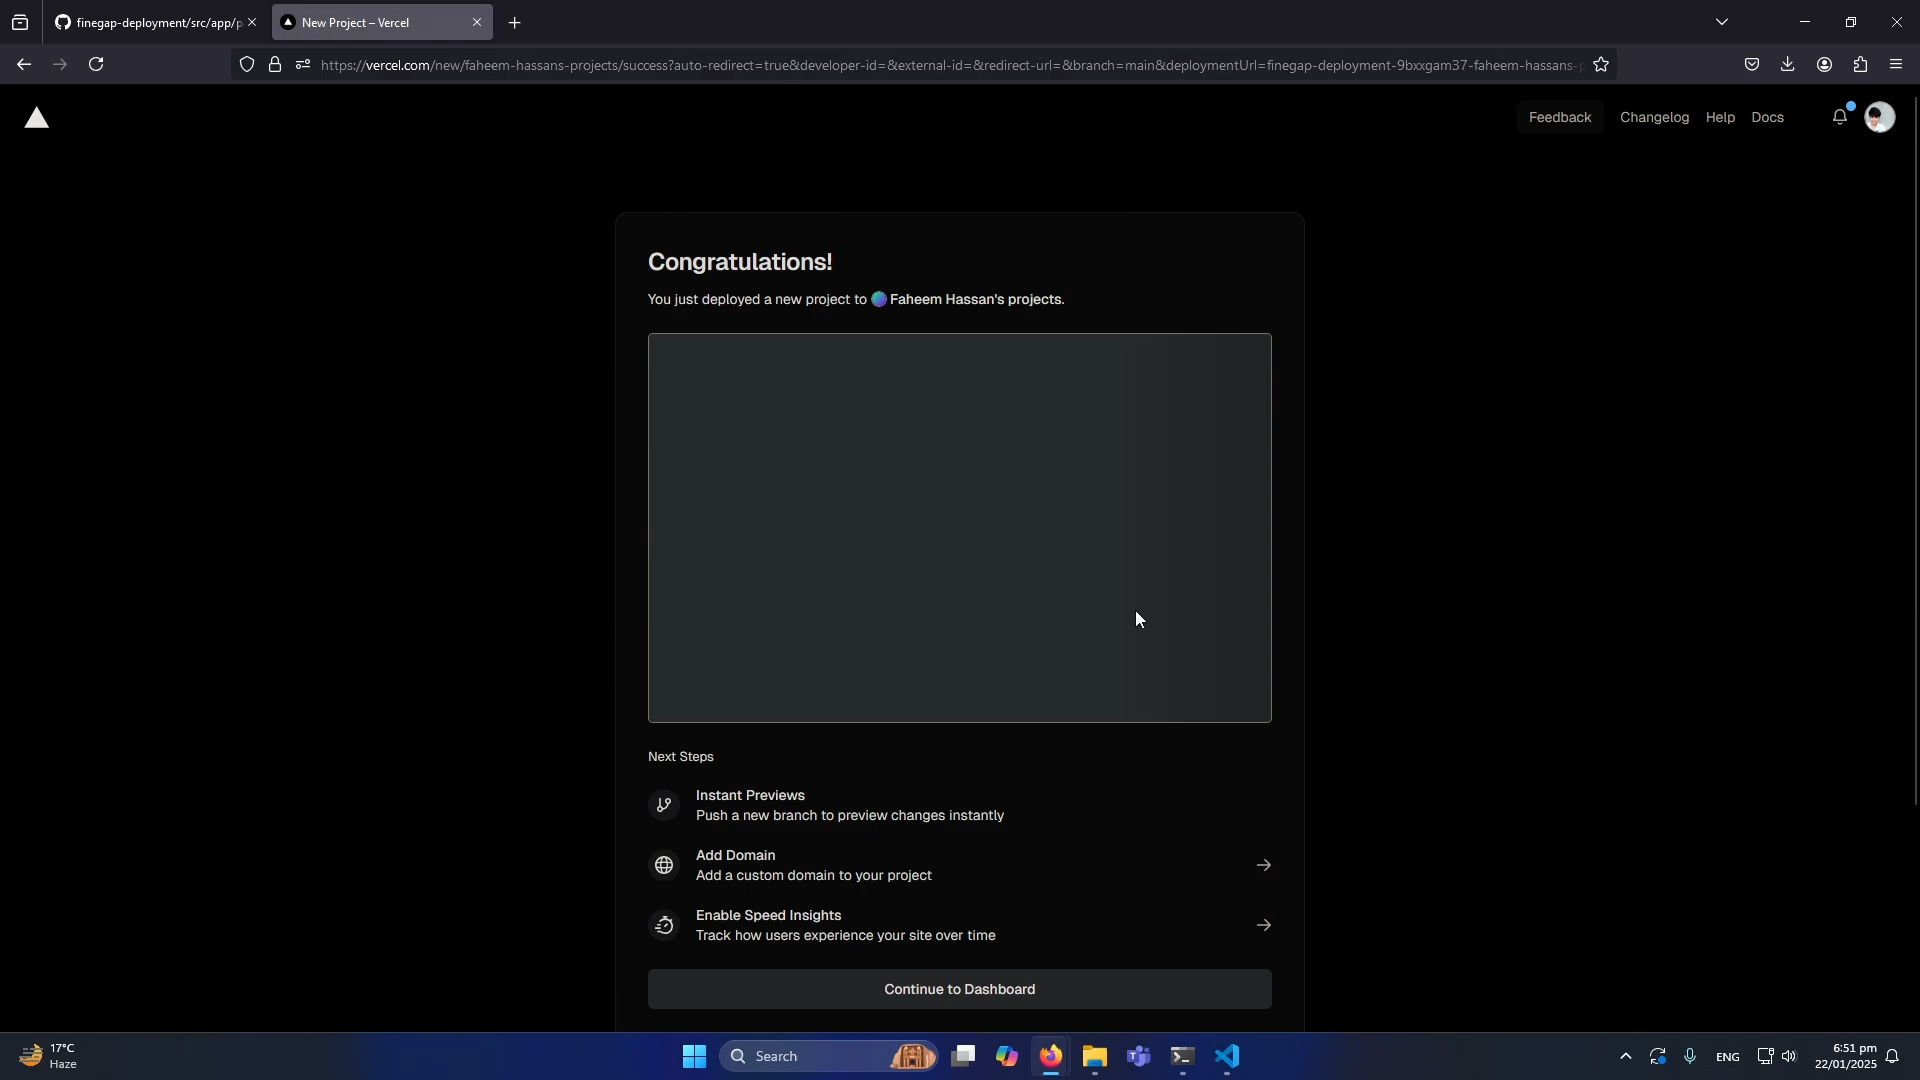 finegap-deployment/src/app/p
New Project – Vercel
https://vercel.com/new/faheem-hassans-projects/success?auto-redirect=true&developer-id=&external-id=&redirect-url=&branch=main&deploymentUrl=finegap-deployment-9bxxgam37-faheem-hassans-p
Feedback
Changelog
Help
Docs
Congratulations!
You just deployed a new project to Faheem Hassan's projects.
Next Steps
Instant Previews
Push a new branch to preview changes instantly
Add Domain
Add a custom domain to your project
Enable Speed Insights
Track how users experience your site over time
Continue to Dashboard
17°C
Haze
Search
ENG
6:51 pm
22/01/2025